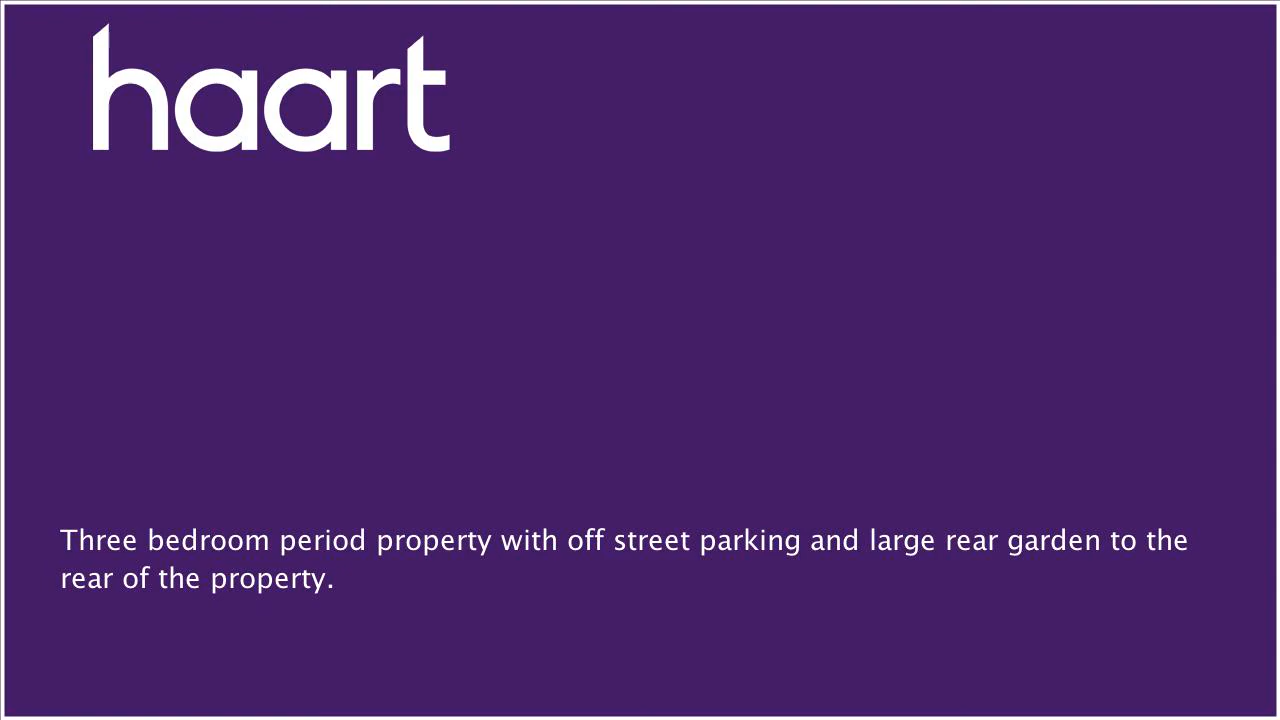 haart
Three bedroom period property with off street parking and large rear garden to the
rear of the property.